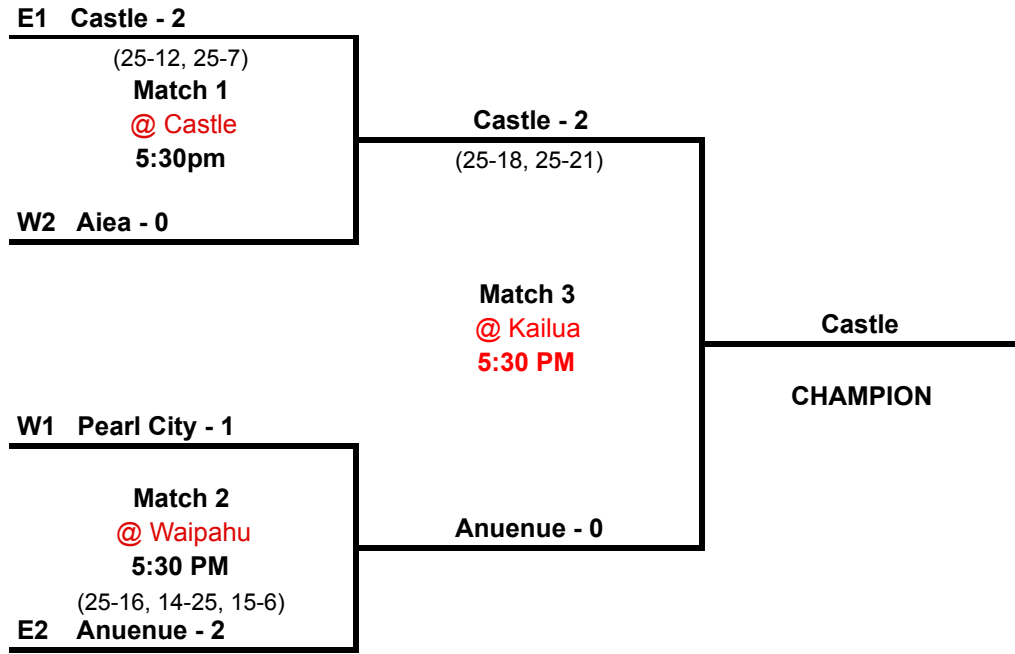 E1 Castle - 2
(25-12, 25-7)
Match 1
@ Castle
5:30pm
W2 Aiea - 0
Castle - 2
(25-18, 25-21)
Match 3
@ Kailua
5:30 PM
Castle
CHAMPION
W1 Pearl City - 1
Match 2
@ Waipahu
5:30 PM
(25-16, 14-25, 15-6)
E2 Anuenue - 2
Anuenue - 0